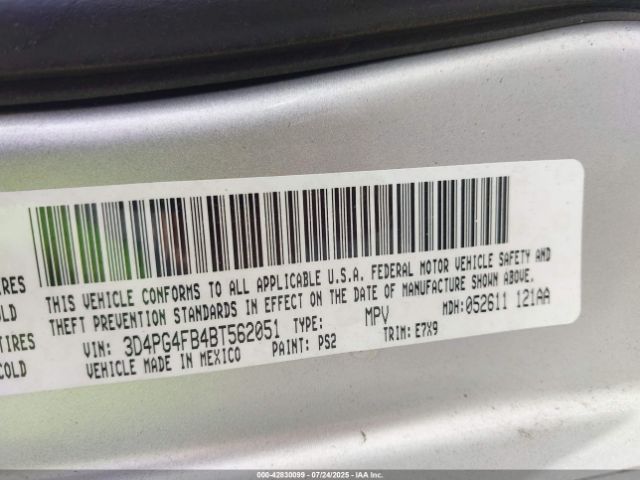 THIS VEHICLE CONFORMS TO ALL APPLICABLE U.S.A. FEDERAL MOTOR VEHICLE SAFETY AND
THEFT PREVENTION STANDARDS IN EFFECT ON THE DATE OF MANUFACTURE SHOWN ABOVE.
VIN: 3D4PG4FB4BT562051 TYPE: MPV MDH: 052611 121AA
VEHICLE MADE IN MEXICO PAINT: PS2 TRIM: E7X9
IRES
OLD
TIRES
COLD
000-42830099 - 07/24/2025 - IAA Inc.